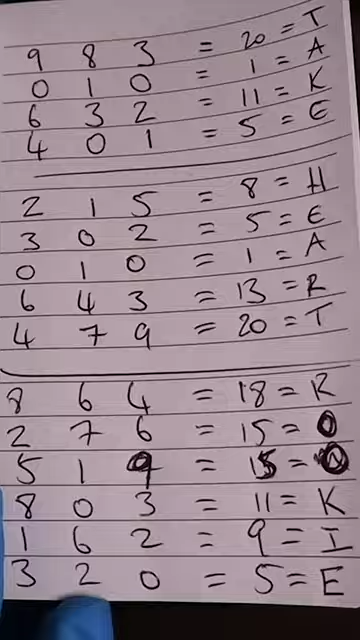 9 8 3 = 20 = T
0 1 0 = 1 = A
6 3 2 = 11 = K
4 0 1 = 5 = E
2 1 5 = 8 = H
3 0 2 = 5 = E
0 1 0 = 1 = A
6 4 3 = 13 = R
4 7 9 = 20 = T
8 6 4 = 18 = R
2 7 6 = 15 = O
5 1 9 = 15 = O
8 0 3 = 11 = K
1 6 2 = 9 = I
3 2 0 = 5 = E